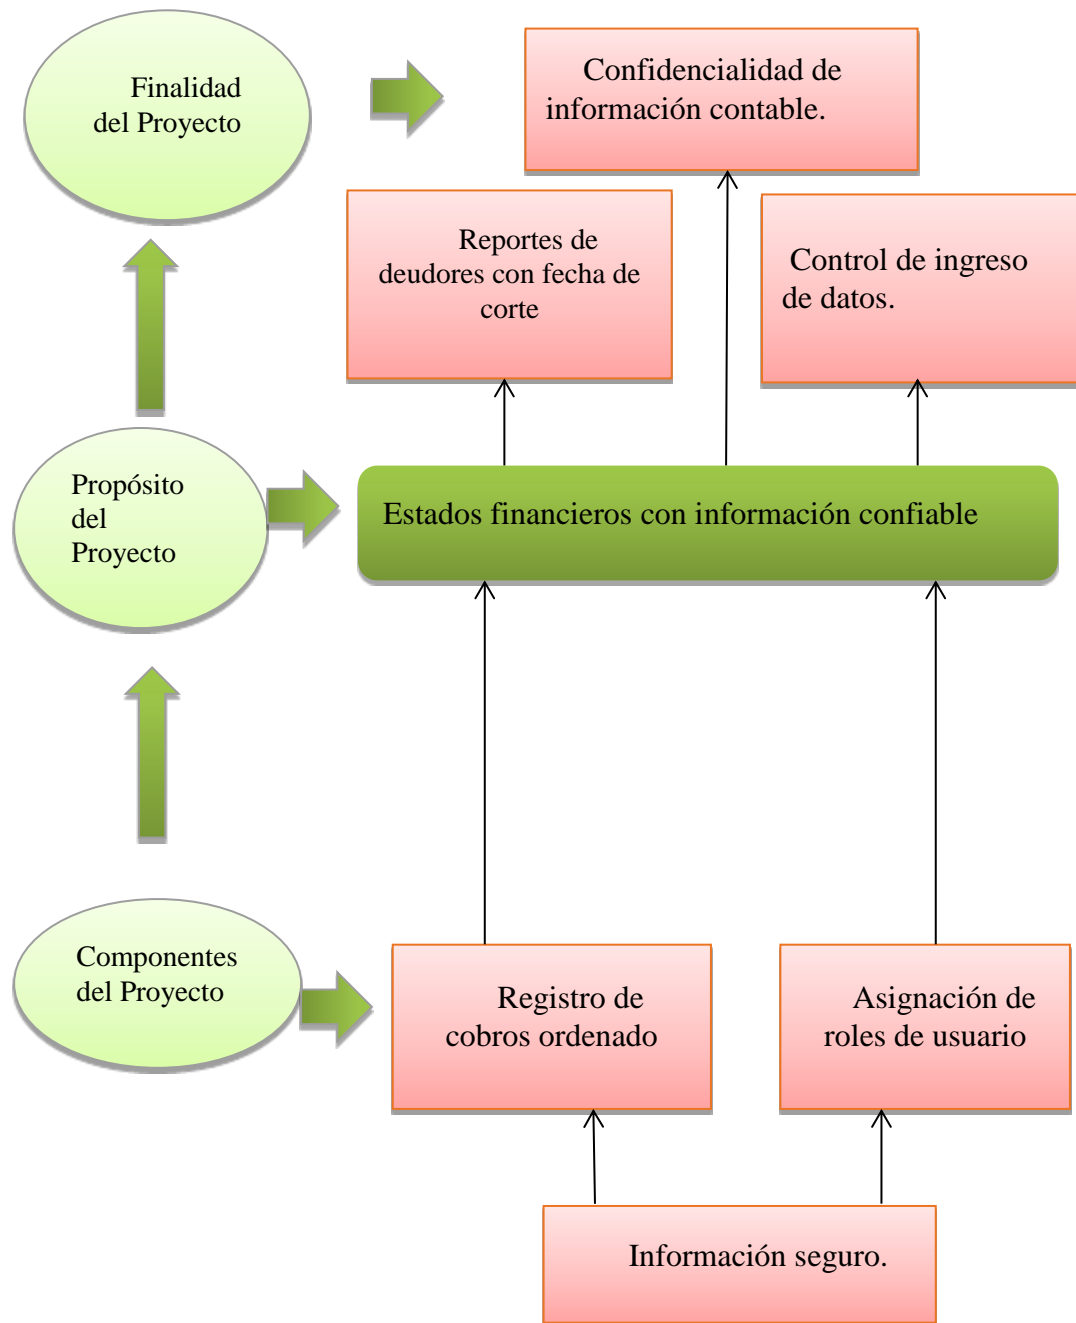 Finalidad
del Proyecto
Confidencialidad de
información contable.
Reportes de
deudores con fecha de
corte
Control de ingreso
de datos.
Propósito
del
Proyecto
Estados financieros con información confiable
Componentes
del Proyecto
Registro de
cobros ordenado
Asignación de
roles de usuario
Información seguro.